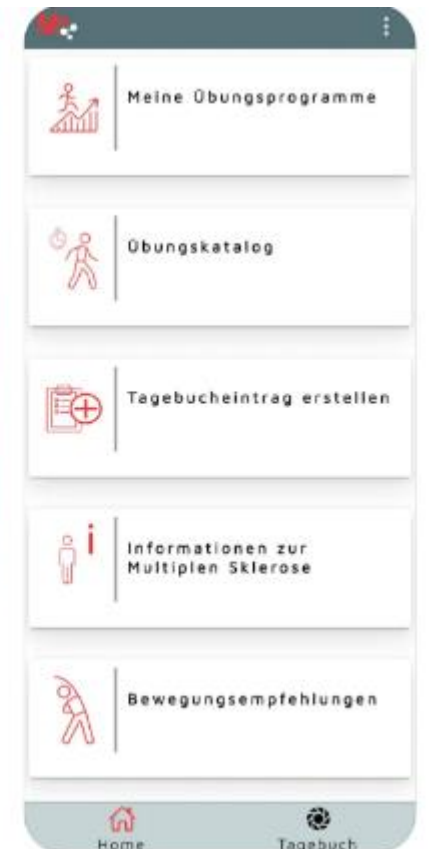 Meine Übungsprogramme
Übungskatalog
Tagebucheintrag erstellen
Informationen zur
Multiplen Sklerose
Bewegungsempfehlungen
Home
Tagebuch